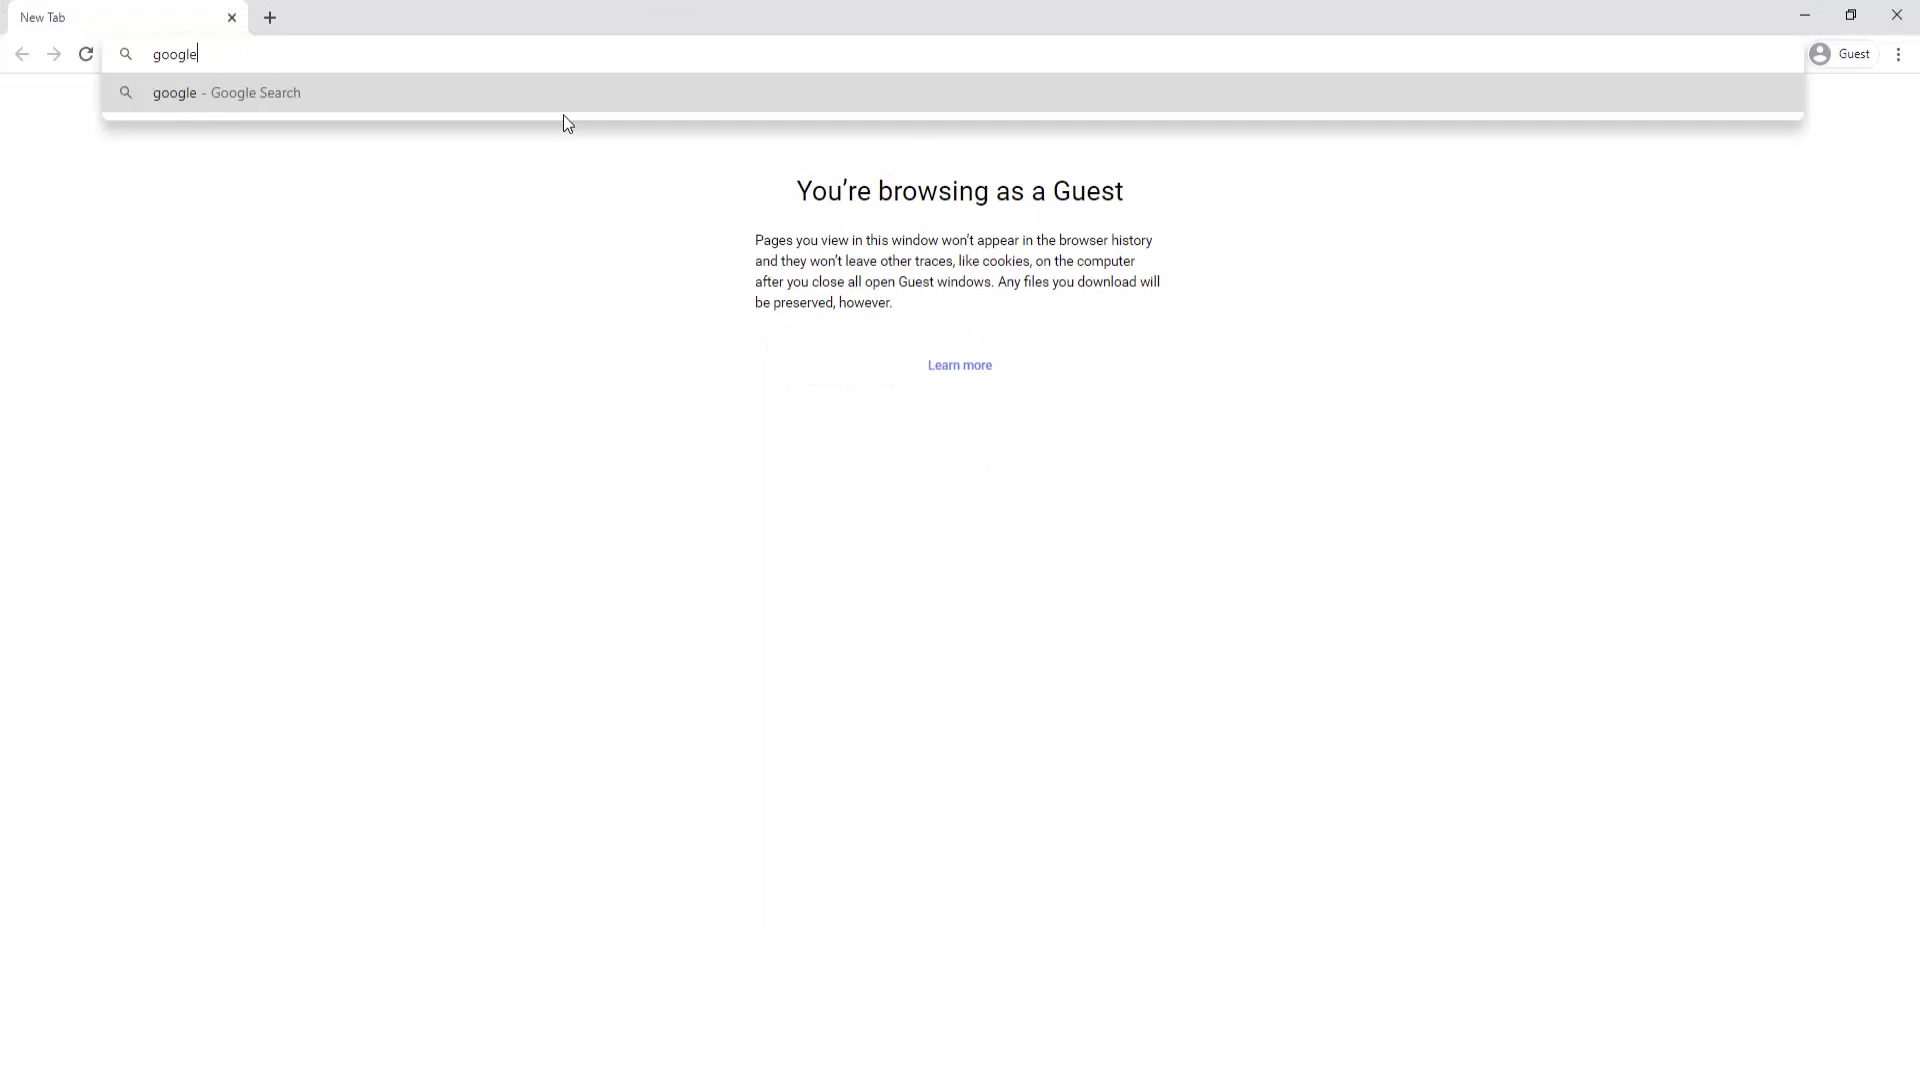 New Tab
google
Guest
google - Google Search
You're browsing as a Guest
Pages you view in this window won't appear in the browser history
and they won't leave other traces, like cookies, on the computer
after you close all open Guest windows. Any files you download will
be preserved, however.
Learn more